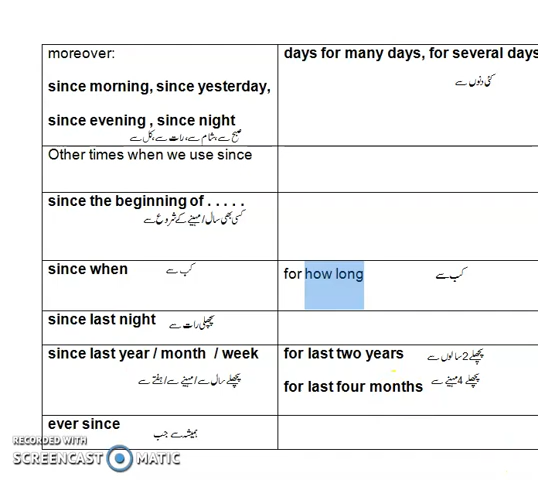 moreover:
days for many days, for several days
کئی دنوں سے
since morning, since yesterday,
since evening , since night
صبح سے، شام سے، رات سے، کل سے
Other times when we use since
since the beginning of . . . . .
کسی بھی سال / مہینے کے شروع سے
since when کب سے
for how long کب سے
since last night پچھلی رات سے
since last year / month / week
پچھلے سال سے / مہینے سے / ہفتے سے
for last two years پچھلے 2 سالوں سے
for last four months پچھلے 4 مہینے سے
ever since
ہمیشہ سے جب
RECORDED WITH
SCREENCAST MATIC